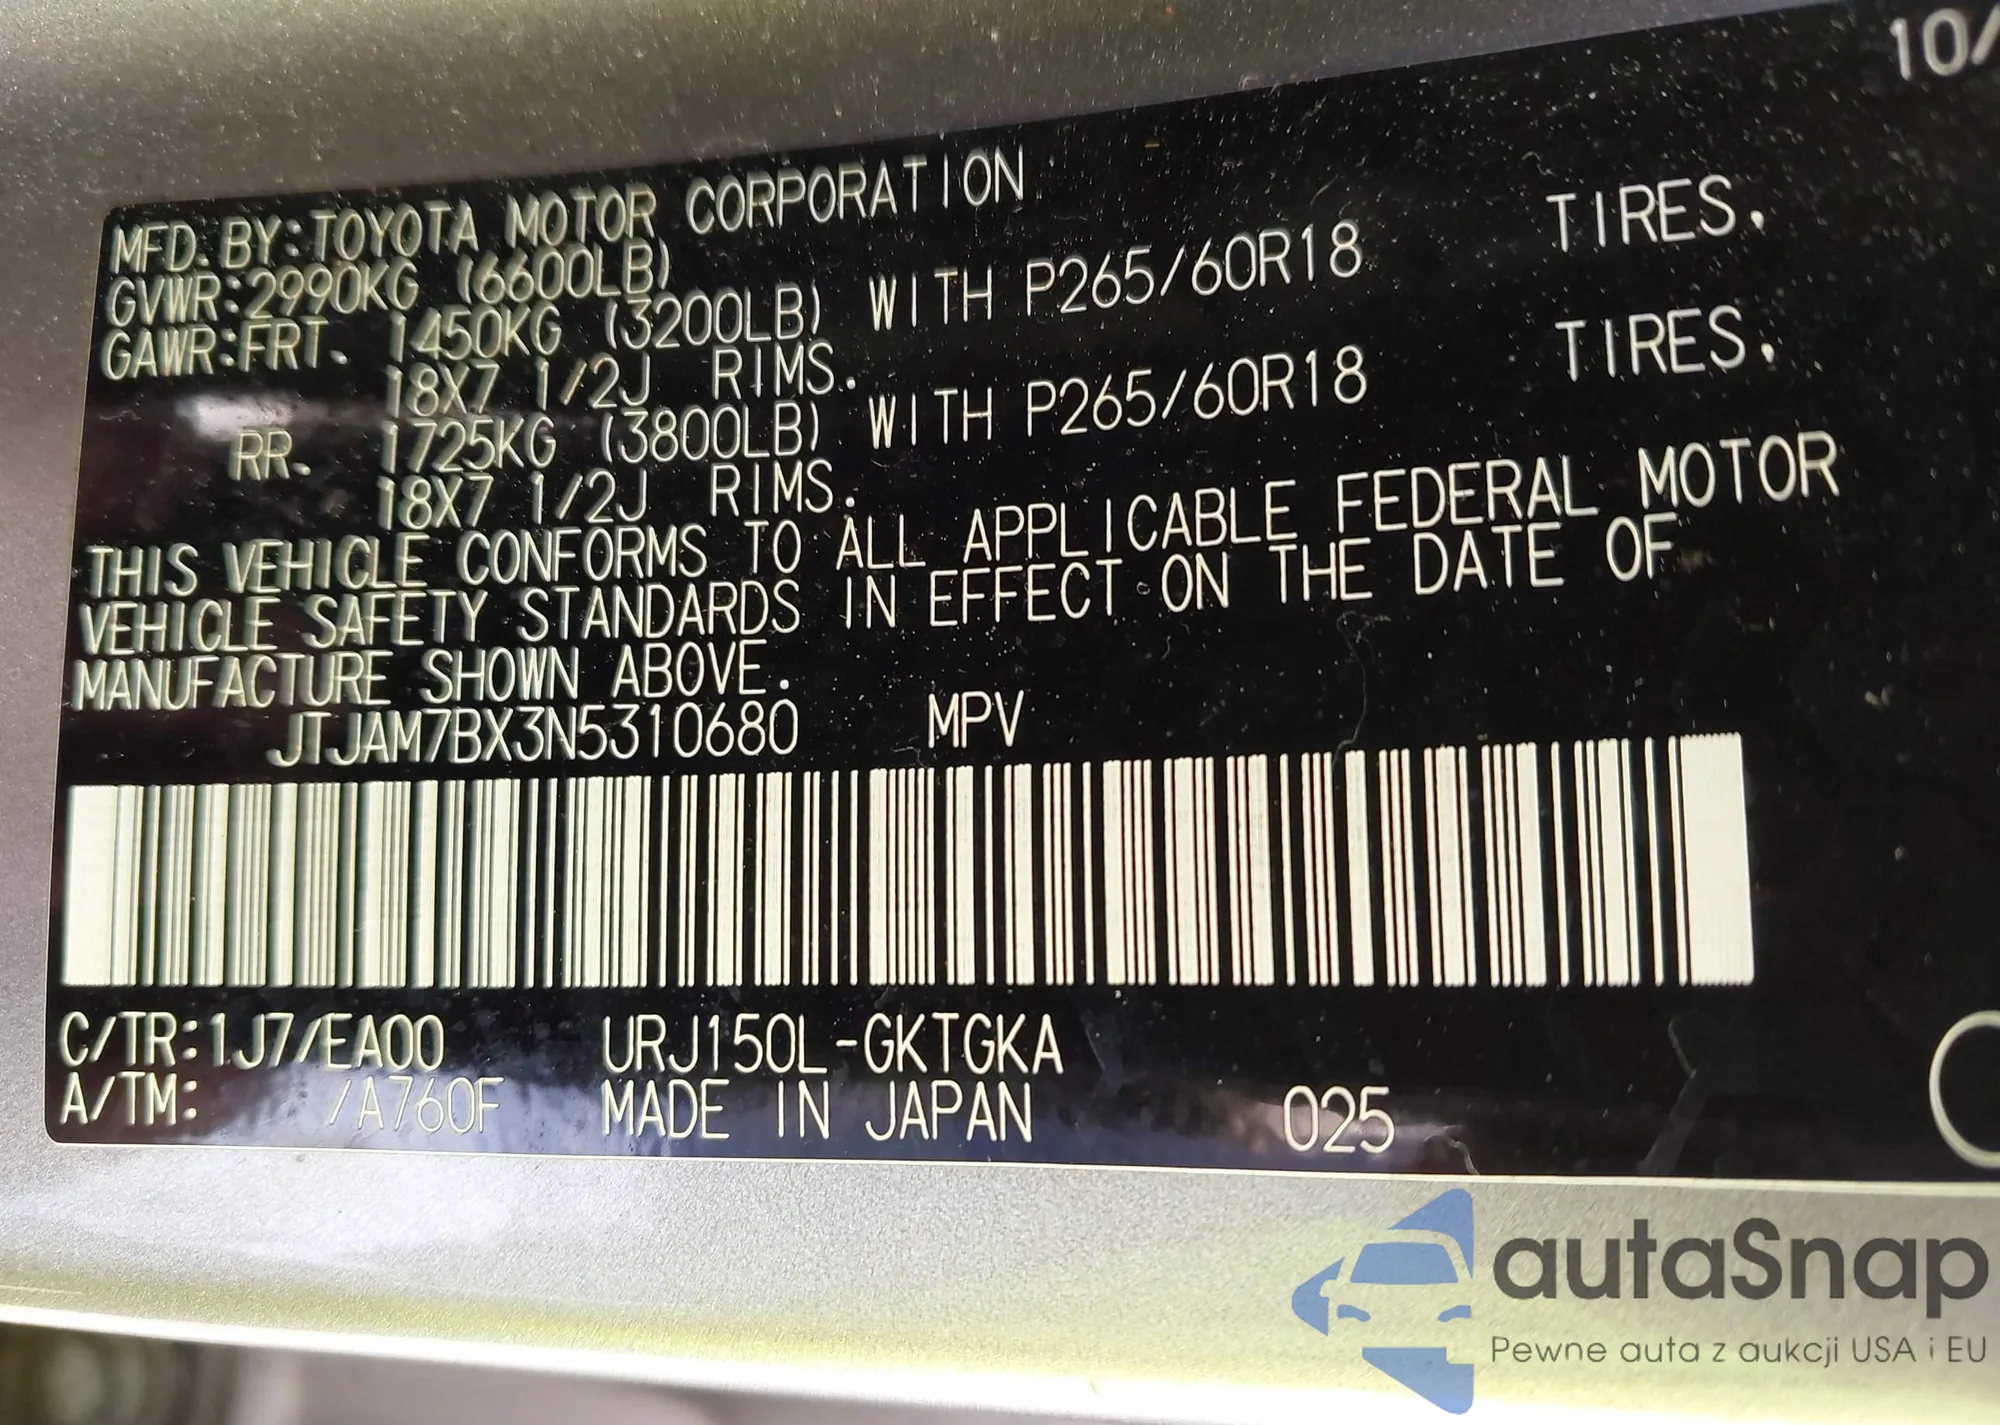 10/
MFD. BY:TOYOTA MOTOR CORPORATION
GVWR:2990KG (6600LB)
GAWR:FRT. 1450KG (3200LB) WITH P265/60R18 TIRES.
18X7 1/2J RIMS.
RR. 1725KG (3800LB) WITH P265/60R18 TIRES.
18X7 1/2J RIMS.
THIS VEHICLE CONFORMS TO ALL APPLICABLE FEDERAL MOTOR
VEHICLE SAFETY STANDARDS IN EFFECT ON THE DATE OF
MANUFACTURE SHOWN ABOVE.
JTJAM7BX3N5310680 MPV
C/TR:1J7/EA00 URJ150L-GKTGKA
A/TM: /A760F MADE IN JAPAN 025
autaSnap
Pewne auta z aukcji USA i EU